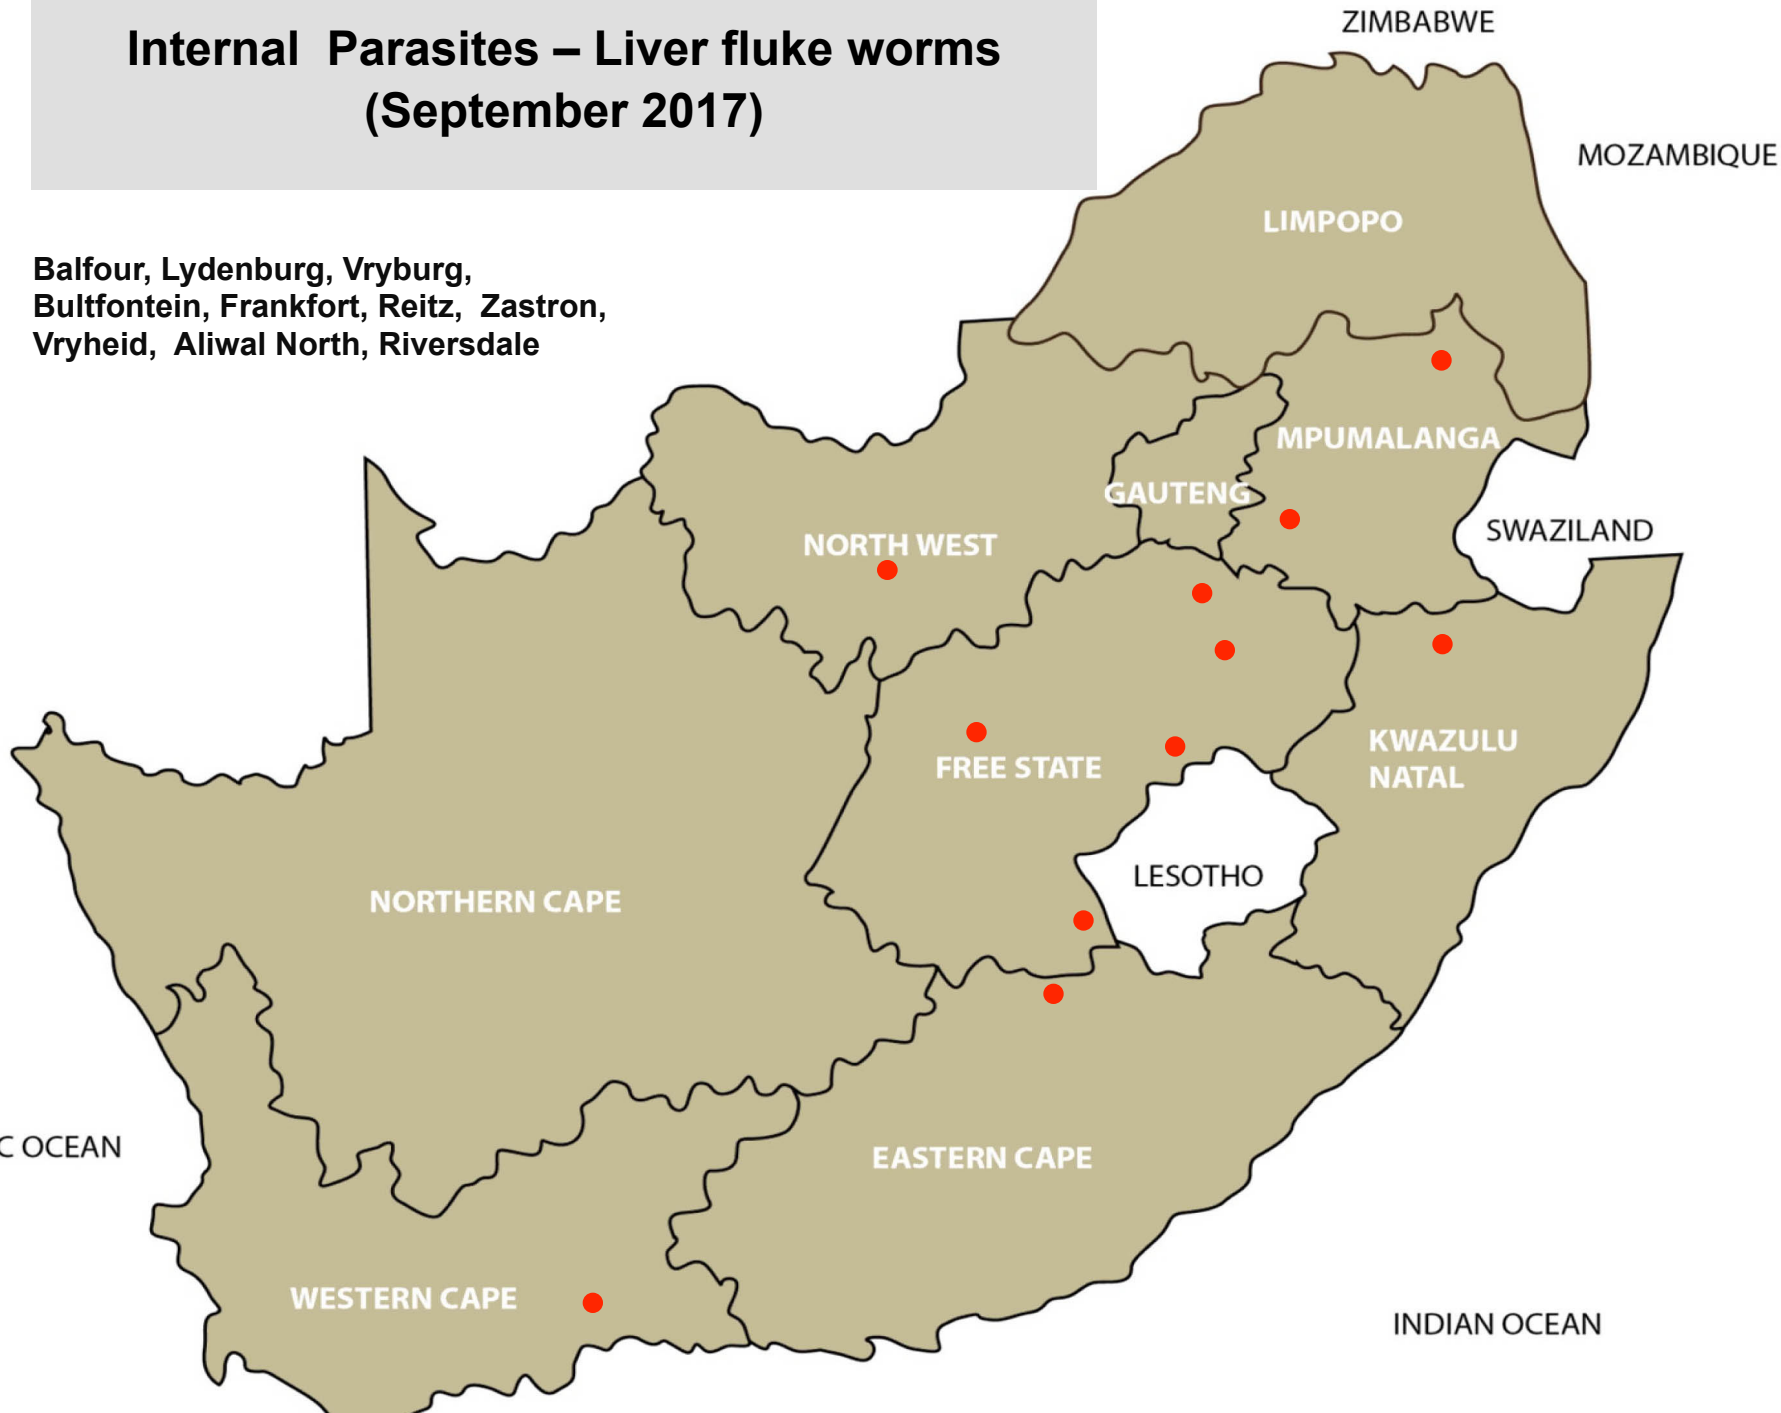 Internal Parasites – Liver fluke worms
(September 2017)
Balfour, Lydenburg, Vryburg,
Bultfontein, Frankfort, Reitz, Zastron,
Vryheid, Aliwal North, Riversdale
ZIMBABWE
MOZAMBIQUE
LIMPOPO
MPUMALANGA
GAUTENG
SWAZILAND
NORTH WEST
KWAZULU
NATAL
FREE STATE
LESOTHO
NORTHERN CAPE
C OCEAN
EASTERN CAPE
WESTERN CAPE
INDIAN OCEAN